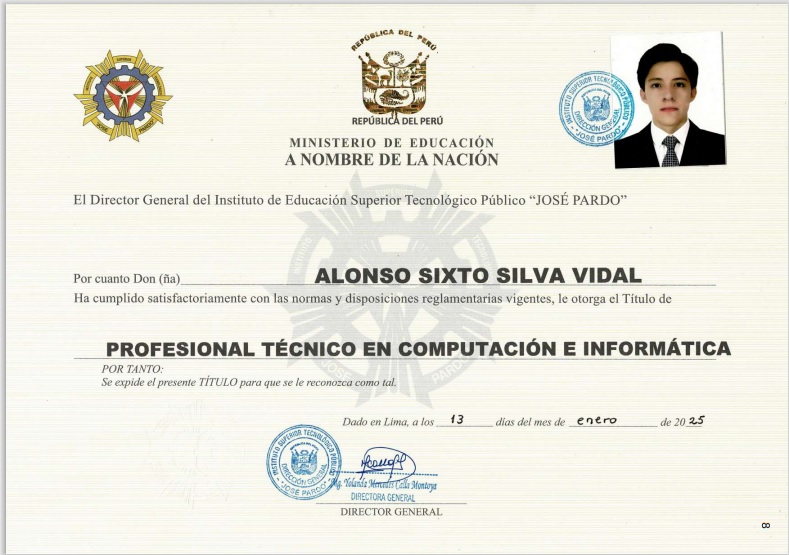 REPÚBLICA DEL PERÚ
REPÚBLICA DEL PERÚ
MINISTERIO DE EDUCACIÓN
A NOMBRE DE LA NACIÓN
INSTITUTO SUPERIOR TECNOLÓGICO PÚBLICO
DIRECCIÓN GENERAL
"JOSÉ PARDO"
JOSÉ PARDO
El Director General del Instituto de Educación Superior Tecnológico Público “JOSÉ PARDO”
Por cuanto Don (ña) ALONSO SIXTO SILVA VIDAL
Ha cumplido satisfactoriamente con las normas y disposiciones reglamentarias vigentes, le otorga el Título de
PROFESIONAL TÉCNICO EN COMPUTACIÓN E INFORMÁTICA
POR TANTO:
Se expide el presente TÍTULO para que se le reconozca como tal.
Dado en Lima, a los 13 días del mes de enero de 2025
INSTITUTO SUPERIOR TECNOLÓGICO PÚBLICO
DIRECCIÓN GENERAL
"JOSÉ PARDO"
Mg. Yolanda Mercedes Calla Montoya
DIRECTORA GENERAL
DIRECTOR GENERAL
8